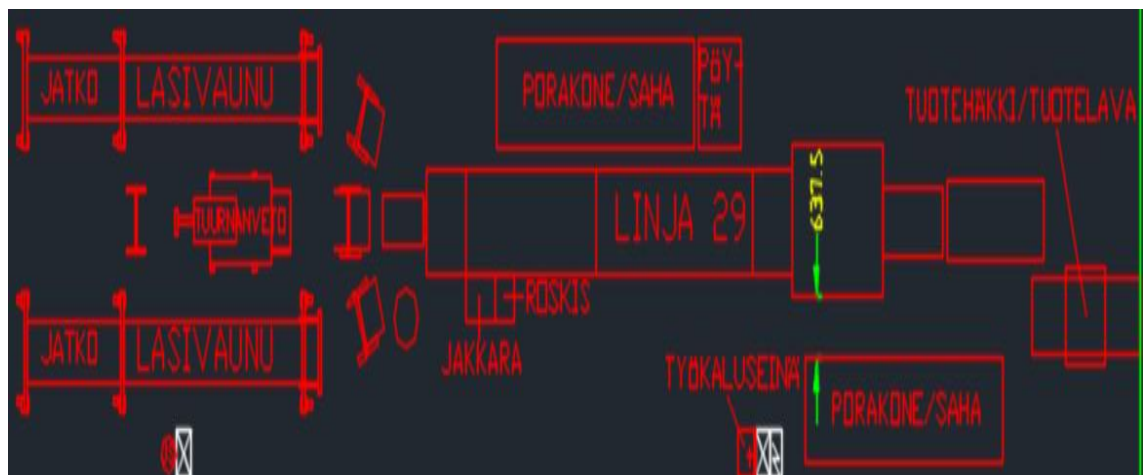 JATKO
LASIVAUNU
PORAKONE/SAHA
PÖY-
TÄ
TUOTEHÄKKI/TUOTELAVA
TUURNANVETO
LINJA 29
637.5
ROSKIS
JAKKARA
JATKO
LASIVAUNU
TYÖKALUSEINÄ
PORAKONE/SAHA